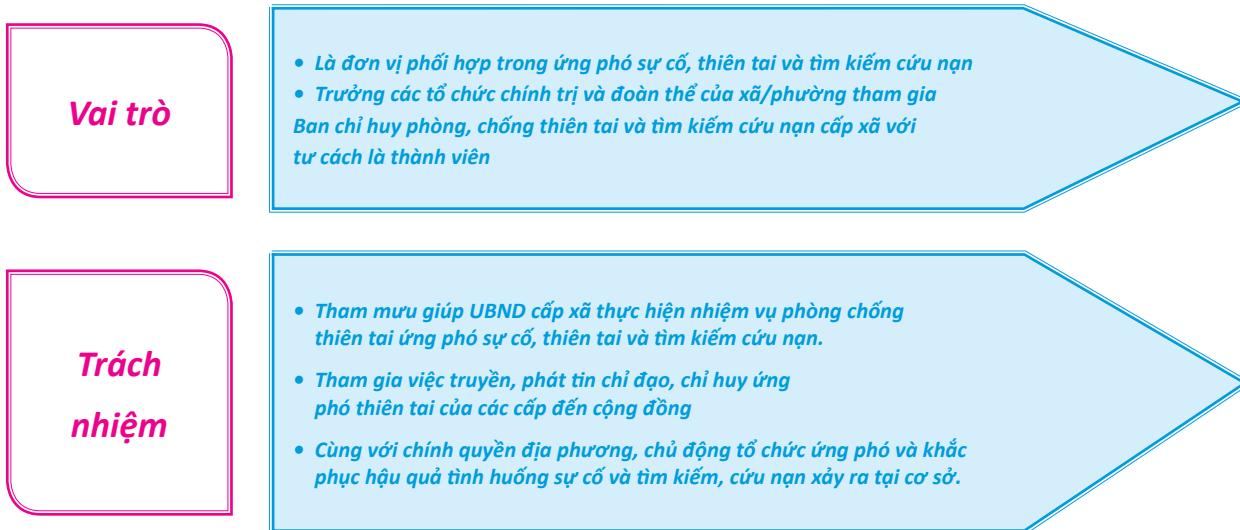 Vai trò
• Là đơn vị phối hợp trong ứng phó sự cố, thiên tai và tìm kiếm cứu nạn
• Trưởng các tổ chức chính trị và đoàn thể của xã/phường tham gia
Ban chỉ huy phòng, chống thiên tai và tìm kiếm cứu nạn cấp xã với
tư cách là thành viên
Trách
nhiệm
• Tham mưu giúp UBND cấp xã thực hiện nhiệm vụ phòng chống
thiên tai ứng phó sự cố, thiên tai và tìm kiếm cứu nạn.
• Tham gia việc truyền, phát tin chỉ đạo, chỉ huy ứng
phó thiên tai của các cấp đến cộng đồng
• Cùng với chính quyền địa phương, chủ động tổ chức ứng phó và khắc
phục hậu quả tình huống sự cố và tìm kiếm, cứu nạn xảy ra tại cơ sở.